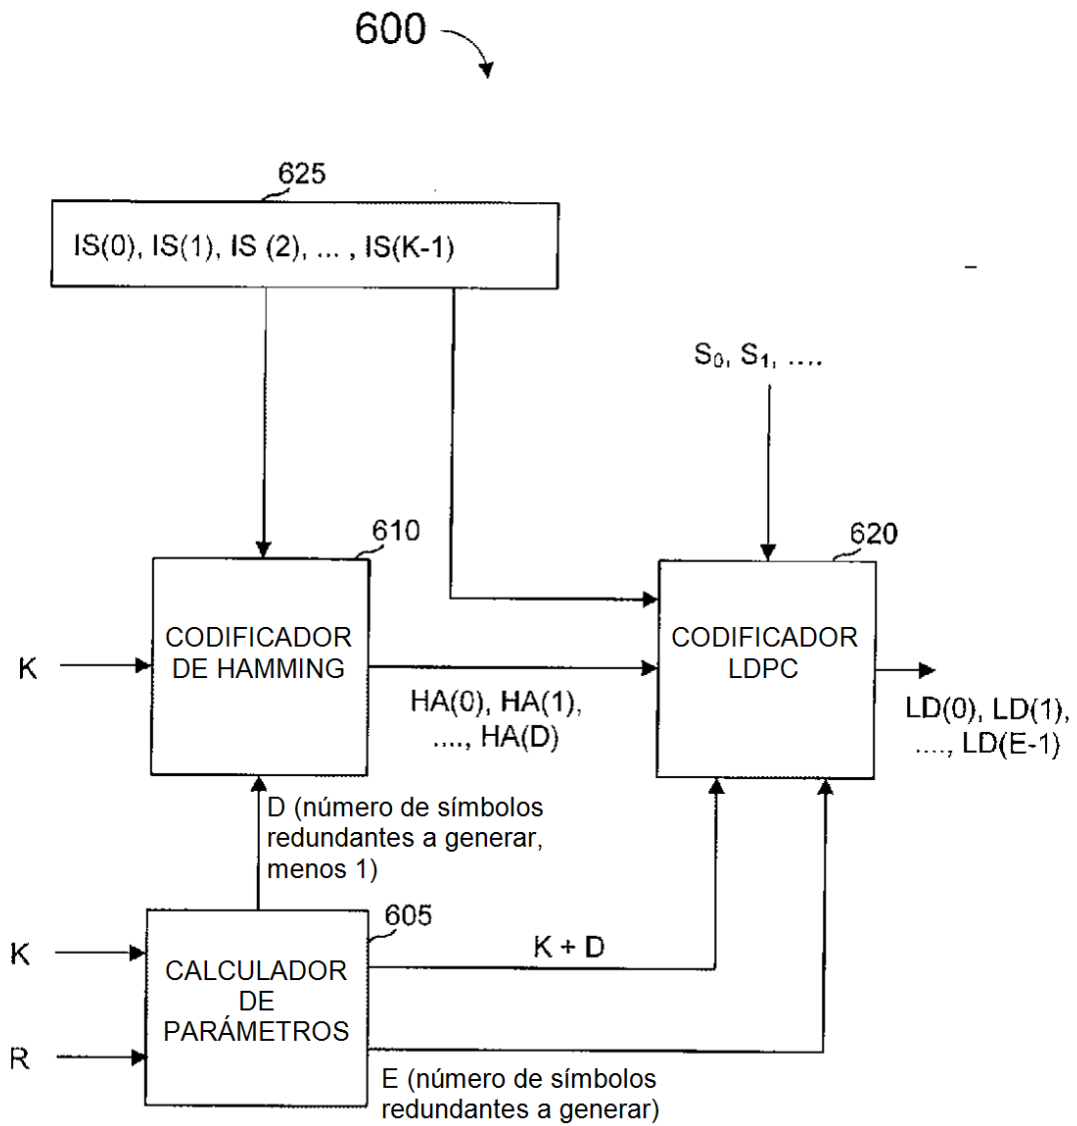 600
625
IS(0), IS(1), IS (2), ... , IS(K-1)
S₀, S₁, ....
610
620
CODIFICADOR
DE HAMMING
CODIFICADOR
LDPC
K
HA(0), HA(1),
...., HA(D)
LD(0), LD(1),
...., LD(E-1)
D (número de símbolos
redundantes a generar,
menos 1)
605
K
K + D
CALCULADOR
DE
PARÁMETROS
R
E (número de símbolos
redundantes a generar)